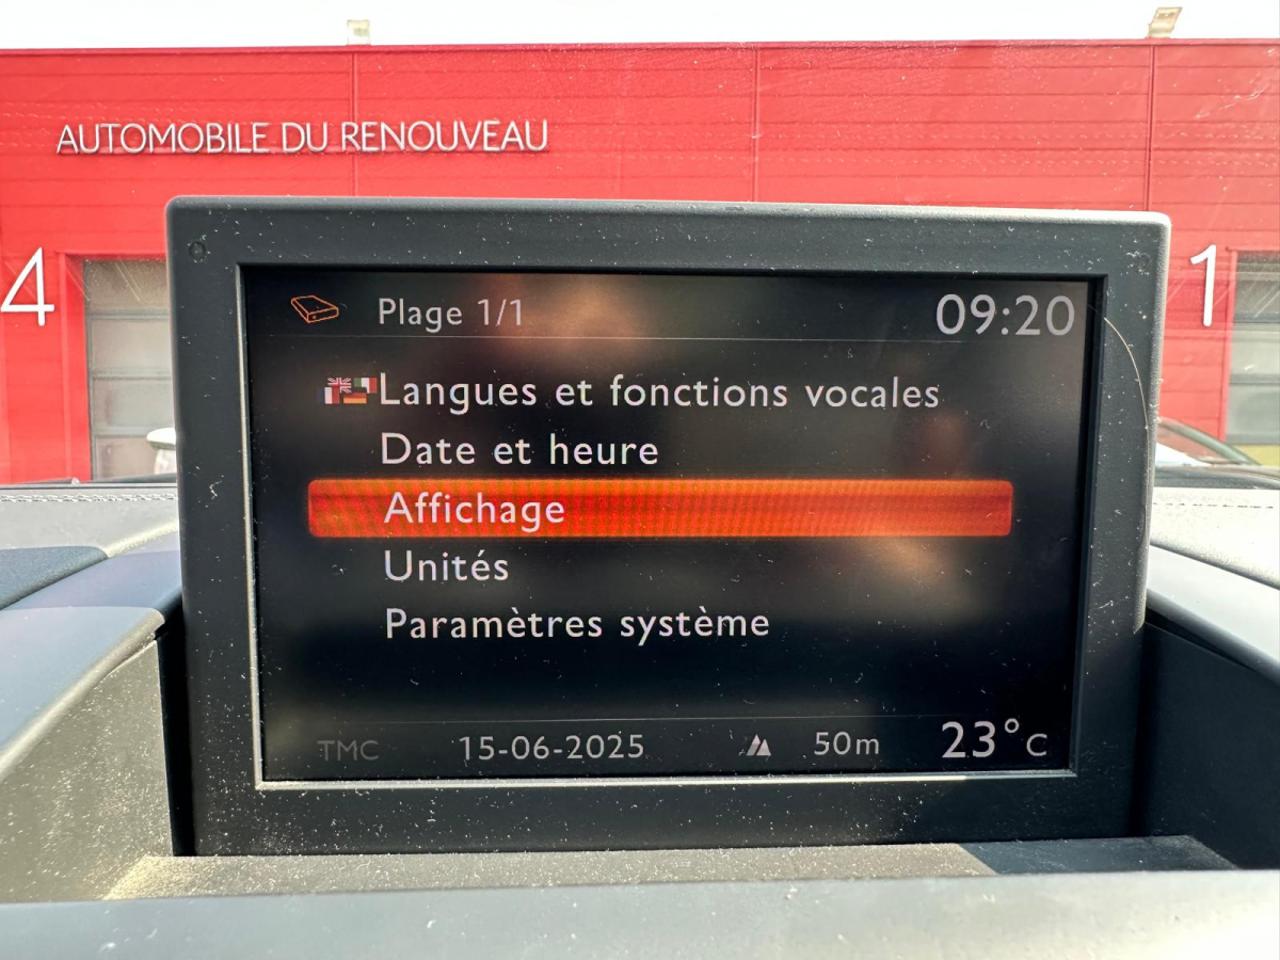 AUTOMOBILE DU RENOUVEAU
4
1
Plage 1/1
09:20
Langues et fonctions vocales
Date et heure
Affichage
Unités
Paramètres système
TMC
15-06-2025
50m
23°C